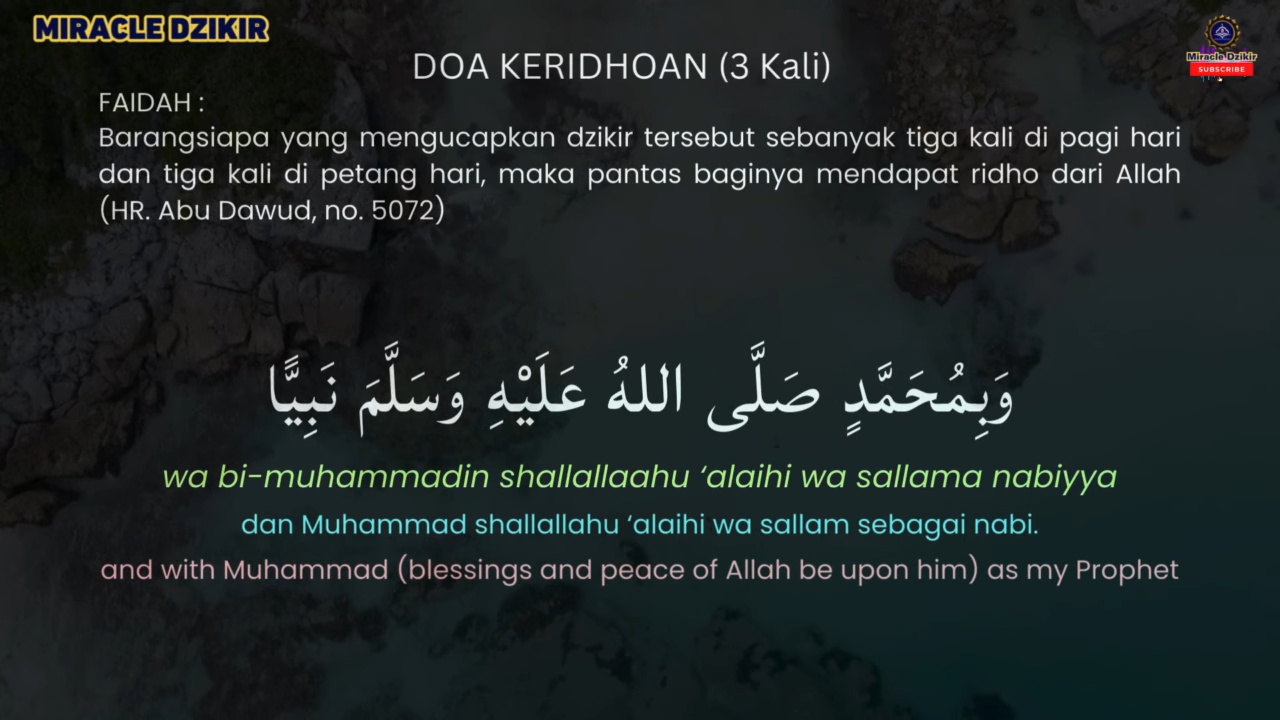 MIRACLE DZIKIR
Miracle Dzikir
SUBSCRIBE
DOA KERIDHOAN (3 Kali)
FAIDAH :
Barangsiapa yang mengucapkan dzikir tersebut sebanyak tiga kali di pagi hari
dan tiga kali di petang hari, maka pantas baginya mendapat ridho dari Allah
(HR. Abu Dawud, no. 5072)
وَبِمُحَمَّدٍ صَلَّى اللهُ عَلَيْهِ وَسَلَّمَ نَبِيًّا
wa bi-muhammadin shallallaahu ‘alaihi wa sallama nabiyya
dan Muhammad shallallahu ‘alaihi wa sallam sebagai nabi.
and with Muhammad (blessings and peace of Allah be upon him) as my Prophet